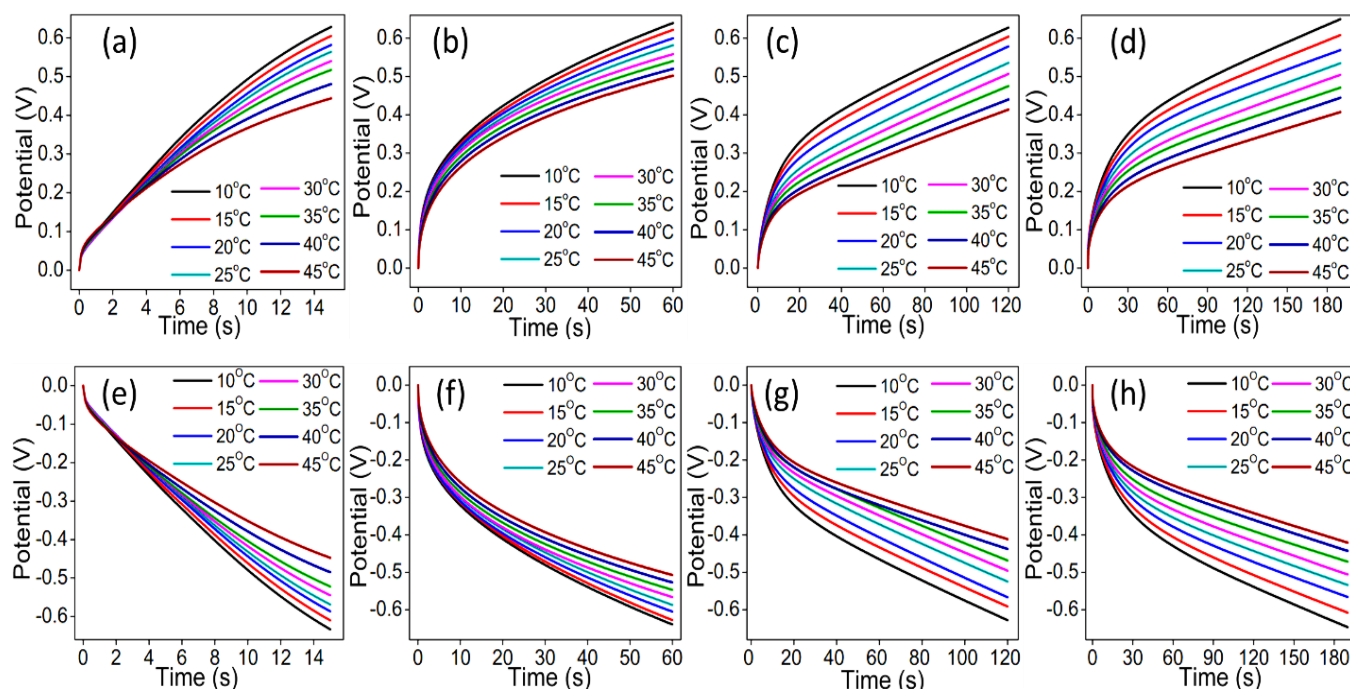 (a)
Potential (V)
0.6
0.5
0.4
0.3
0.2
0.1
0.0
10°C 30°C
15°C 35°C
20°C 40°C
25°C 45°C
0 2 4 6 8 10 12 14
Time (s)
(b)
Potential (V)
0.6
0.5
0.4
0.3
0.2
0.1
0.0
10°C 30°C
15°C 35°C
20°C 40°C
25°C 45°C
0 10 20 30 40 50 60
Time (s)
(c)
Potential (V)
0.6
0.5
0.4
0.3
0.2
0.1
0.0
10°C 30°C
15°C 35°C
20°C 40°C
25°C 45°C
0 20 40 60 80 100 120
Time (s)
(d)
Potential (V)
0.6
0.5
0.4
0.3
0.2
0.1
0.0
10°C 30°C
15°C 35°C
20°C 40°C
25°C 45°C
0 30 60 90 120 150 180
Time (s)
(e)
Potential (V)
0.0
-0.1
-0.2
-0.3
-0.4
-0.5
-0.6
10°C 30°C
15°C 35°C
20°C 40°C
25°C 45°C
0 2 4 6 8 10 12 14
Time (s)
(f)
Potential (V)
0.0
-0.1
-0.2
-0.3
-0.4
-0.5
-0.6
10°C 30°C
15°C 35°C
20°C 40°C
25°C 45°C
0 10 20 30 40 50 60
Time (s)
(g)
Potential (V)
0.0
-0.1
-0.2
-0.3
-0.4
-0.5
-0.6
10°C 30°C
15°C 35°C
20°C 40°C
25°C 45°C
0 20 40 60 80 100 120
Time (s)
(h)
Potential (V)
0.0
-0.1
-0.2
-0.3
-0.4
-0.5
-0.6
10°C 30°C
15°C 35°C
20°C 40°C
25°C 45°C
0 30 60 90 120 150 180
Time (s)